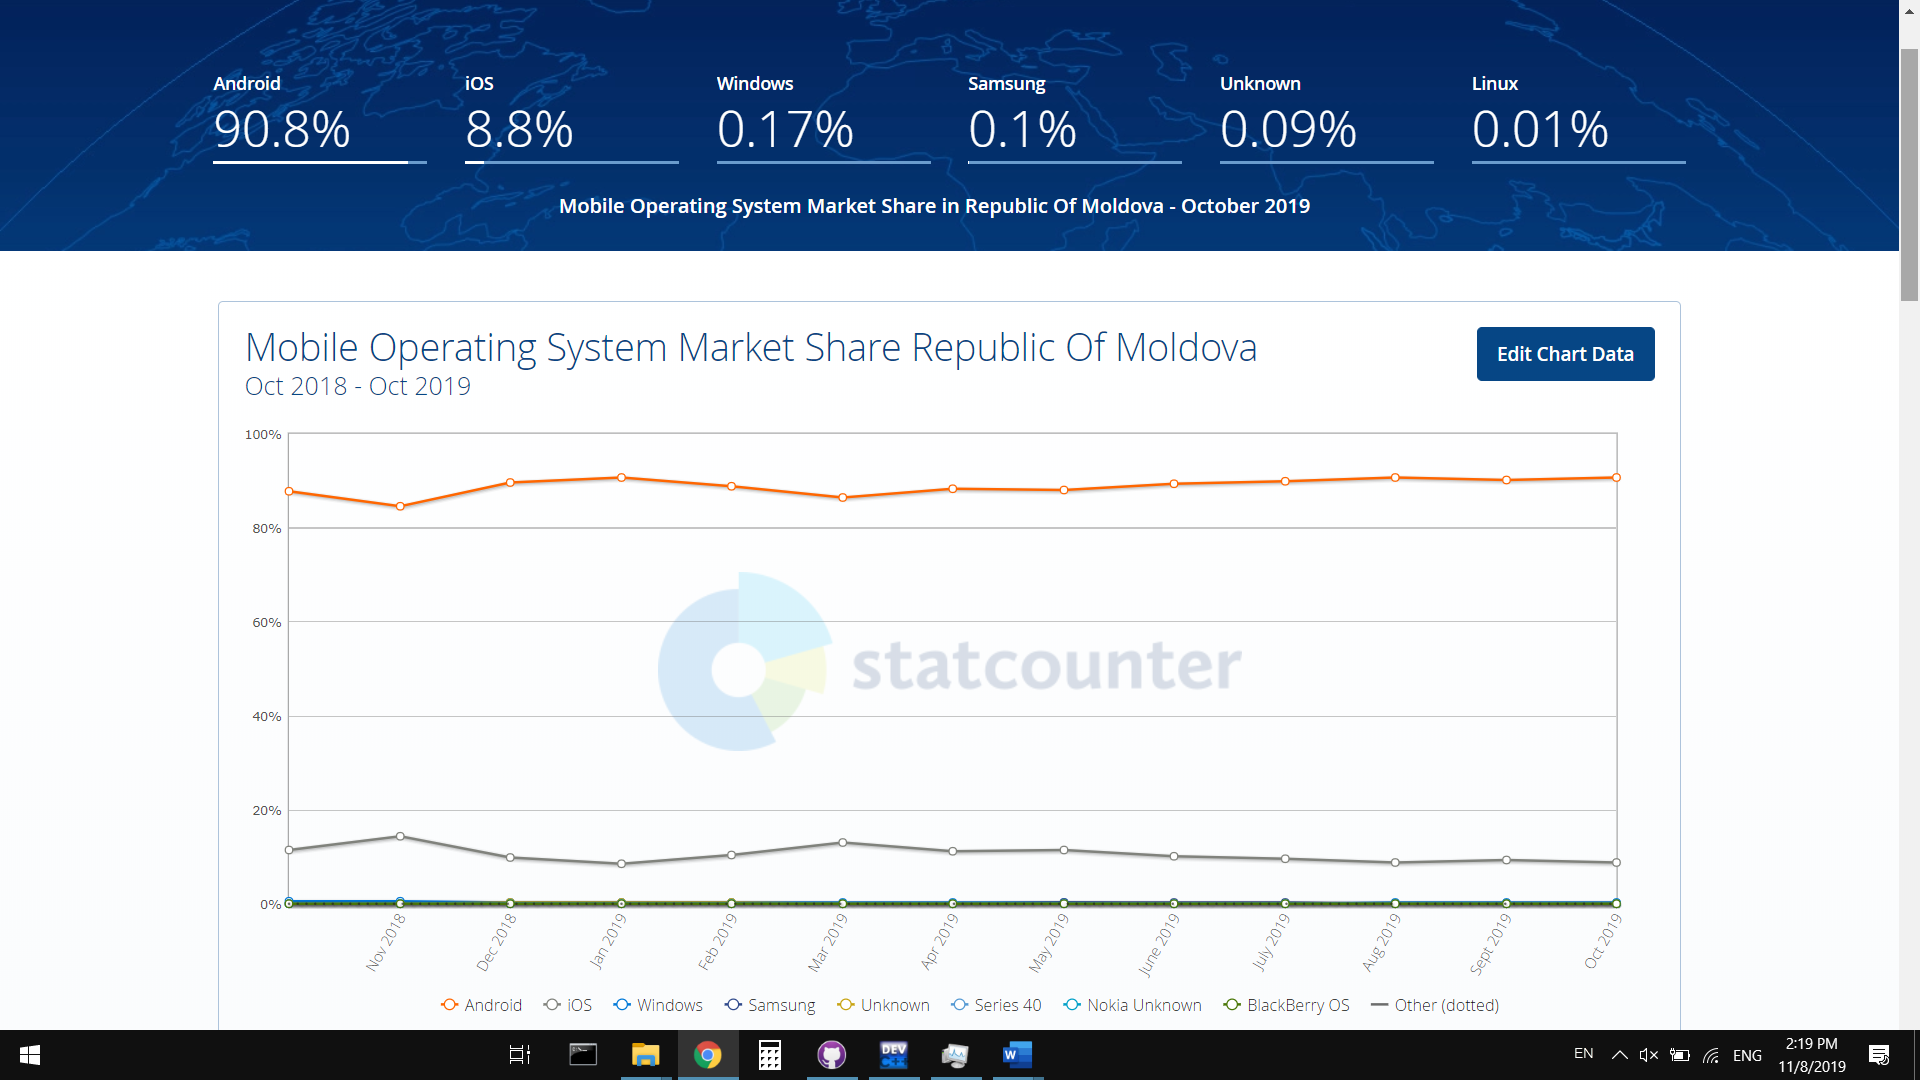 Android iOS Windows Samsung Unknown Linux
90.8% 8.8% 0.17% 0.1% 0.09% 0.01%
Mobile Operating System Market Share in Republic Of Moldova - October 2019
Mobile Operating System Market Share Republic Of Moldova
Edit Chart Data
Oct 2018 - Oct 2019
100%
80%
60%
statcounter
40%
20%
0%
Nov 2018 Dec 2018 Jan 2019 Feb 2019 Mar 2019 Apr 2019 May 2019 June 2019 July 2019 Aug 2019 Sept 2019 Oct 2019
Android iOS Windows Samsung Unknown Series 40 Nokia Unknown BlackBerry OS Other (dotted)
DEV
W
EN ENG 2:19 PM
11/8/2019